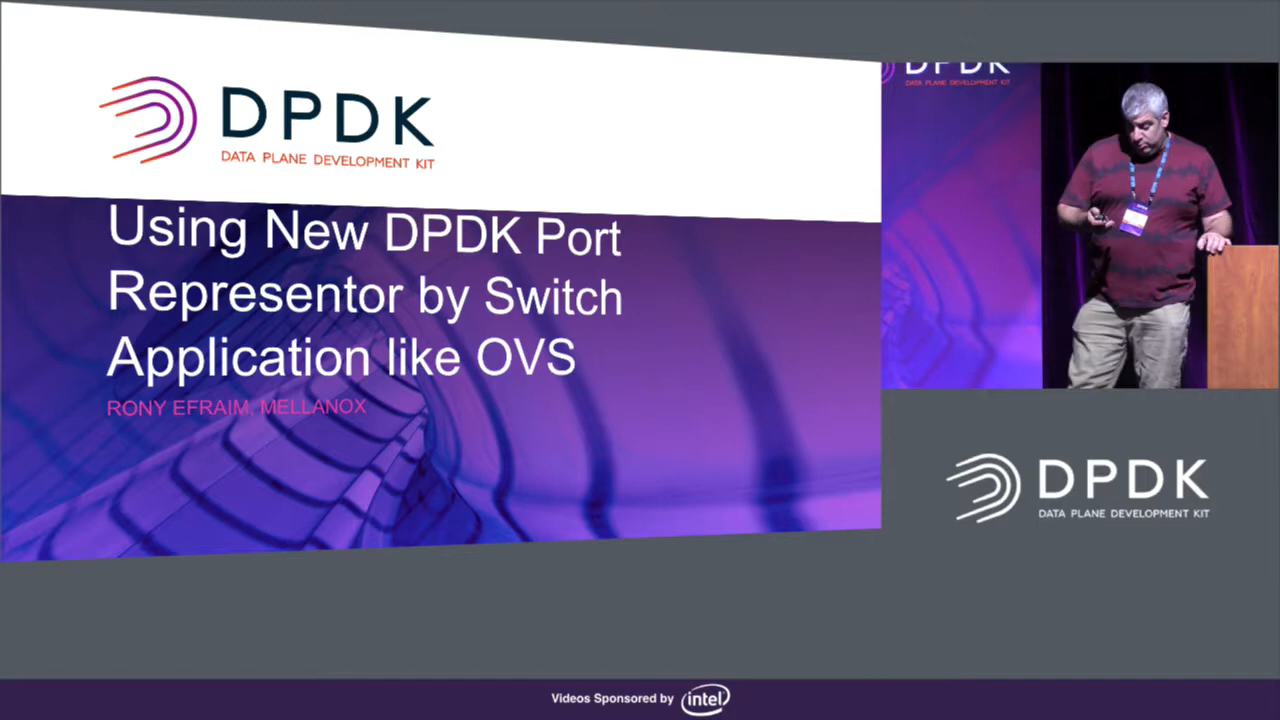 DPDK
DATA PLANE DEVELOPMENT KIT
Using New DPDK Port
Representor by Switch
Application like OVS
RONY EFRAIM, MELLANOX
DPDK
DATA PLANE DEVELOPMENT KIT
DPDK
DATA PLANE DEVELOPMENT KIT
Videos Sponsored by intel